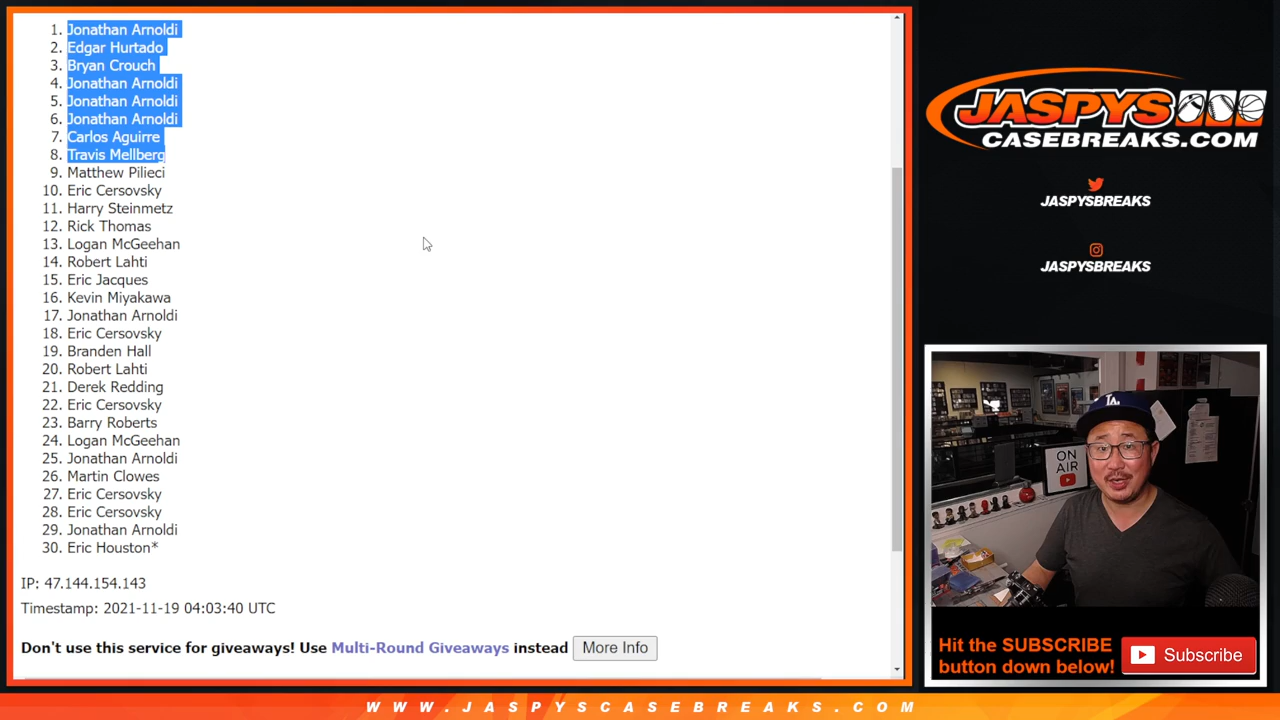 1. Jonathan Arnoldi
2. Edgar Hurtado
3. Bryan Crouch
4. Jonathan Arnoldi
5. Jonathan Arnoldi
6. Jonathan Arnoldi
7. Carlos Aguirre
8. Travis Mellberg
9. Matthew Pilieci
10. Eric Cersovsky
11. Harry Steinmetz
12. Rick Thomas
13. Logan McGeehan
14. Robert Lahti
15. Eric Jacques
16. Kevin Miyakawa
17. Jonathan Arnoldi
18. Eric Cersovsky
19. Branden Hall
20. Robert Lahti
21. Derek Redding
22. Eric Cersovsky
23. Barry Roberts
24. Logan McGeehan
25. Jonathan Arnoldi
26. Martin Clowes
27. Eric Cersovsky
28. Eric Cersovsky
29. Jonathan Arnoldi
30. Eric Houston*
IP: 47.144.154.143
Timestamp: 2021-11-19 04:03:40 UTC
Don't use this service for giveaways! Use Multi-Round Giveaways instead More Info
JASPYS
CASEBREAKS.COM
JASPYSBREAKS
JASPYSBREAKS
LA
ON
AIR
Hit the SUBSCRIBE
button down below!
Subscribe
WWW.JASPYSCASEBREAKS.COM